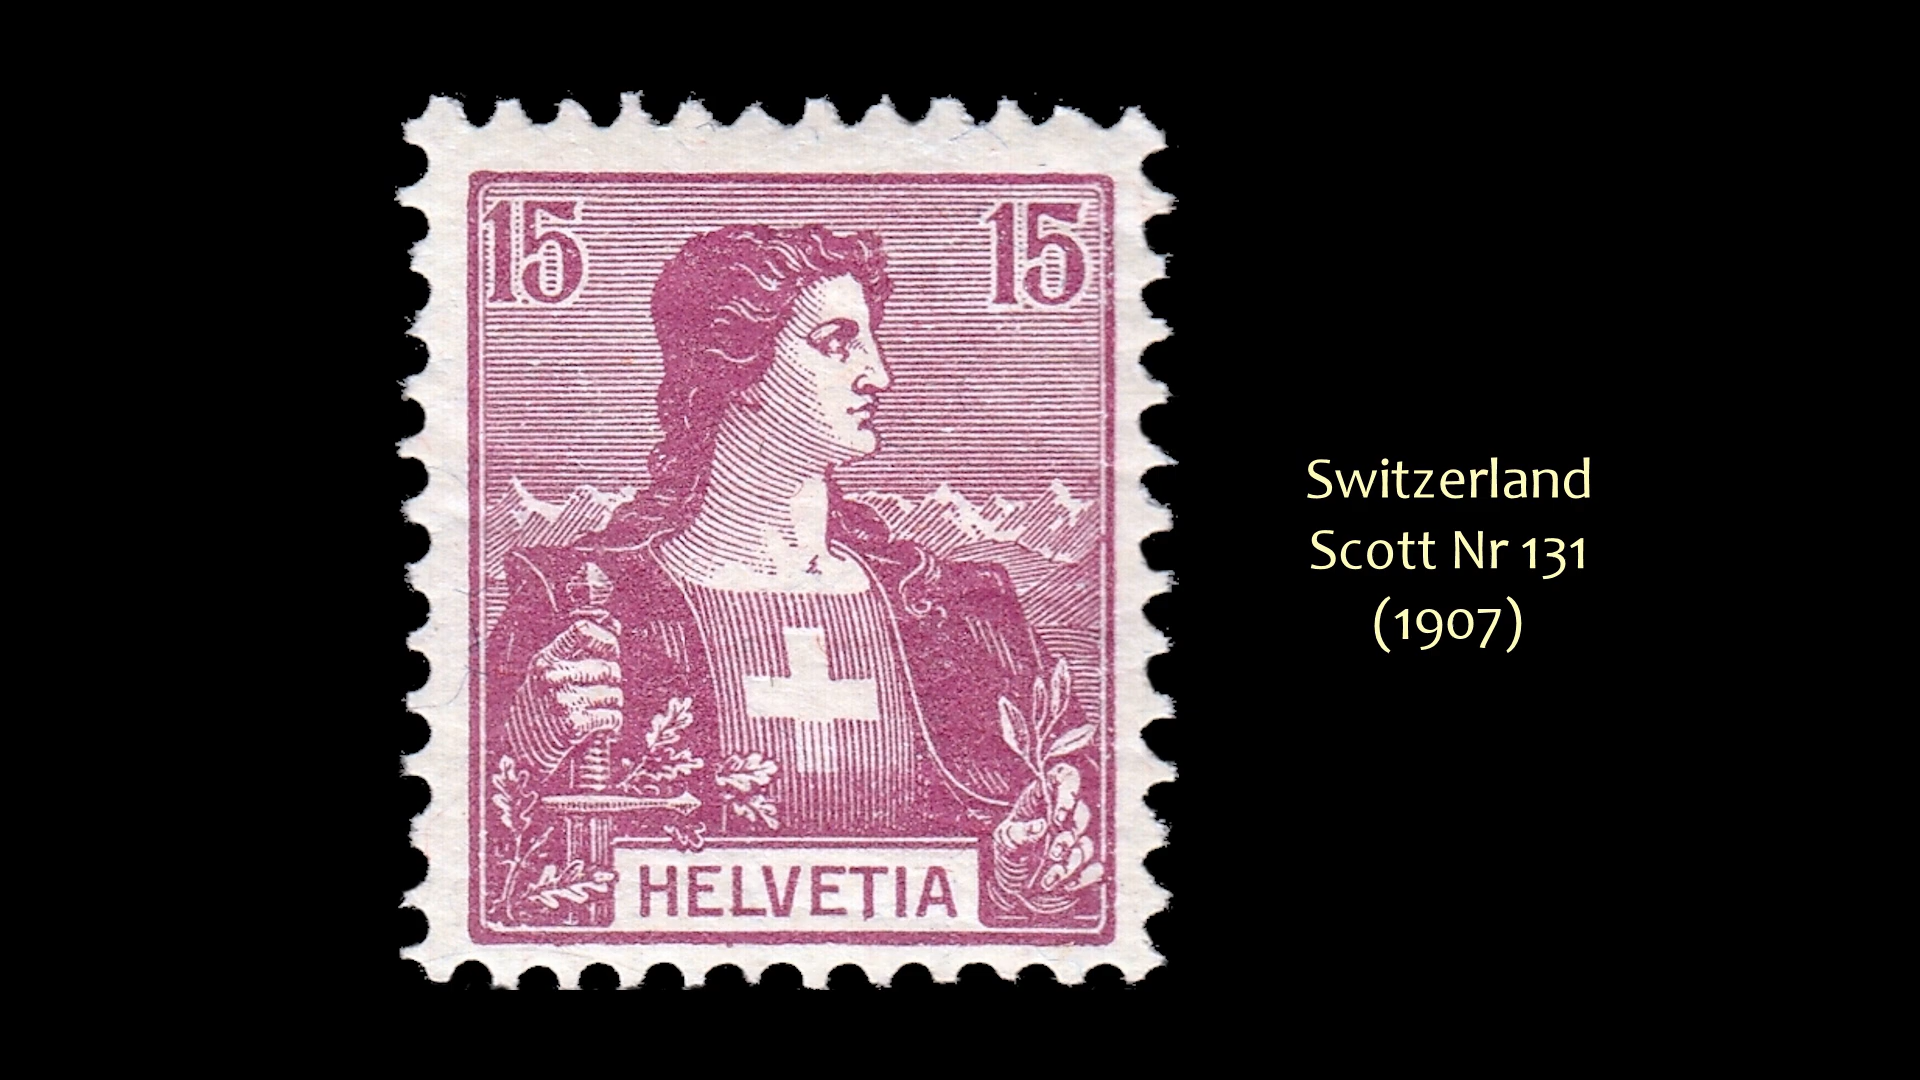 15 15
HELVETIA
Switzerland
Scott Nr 131
(1907)